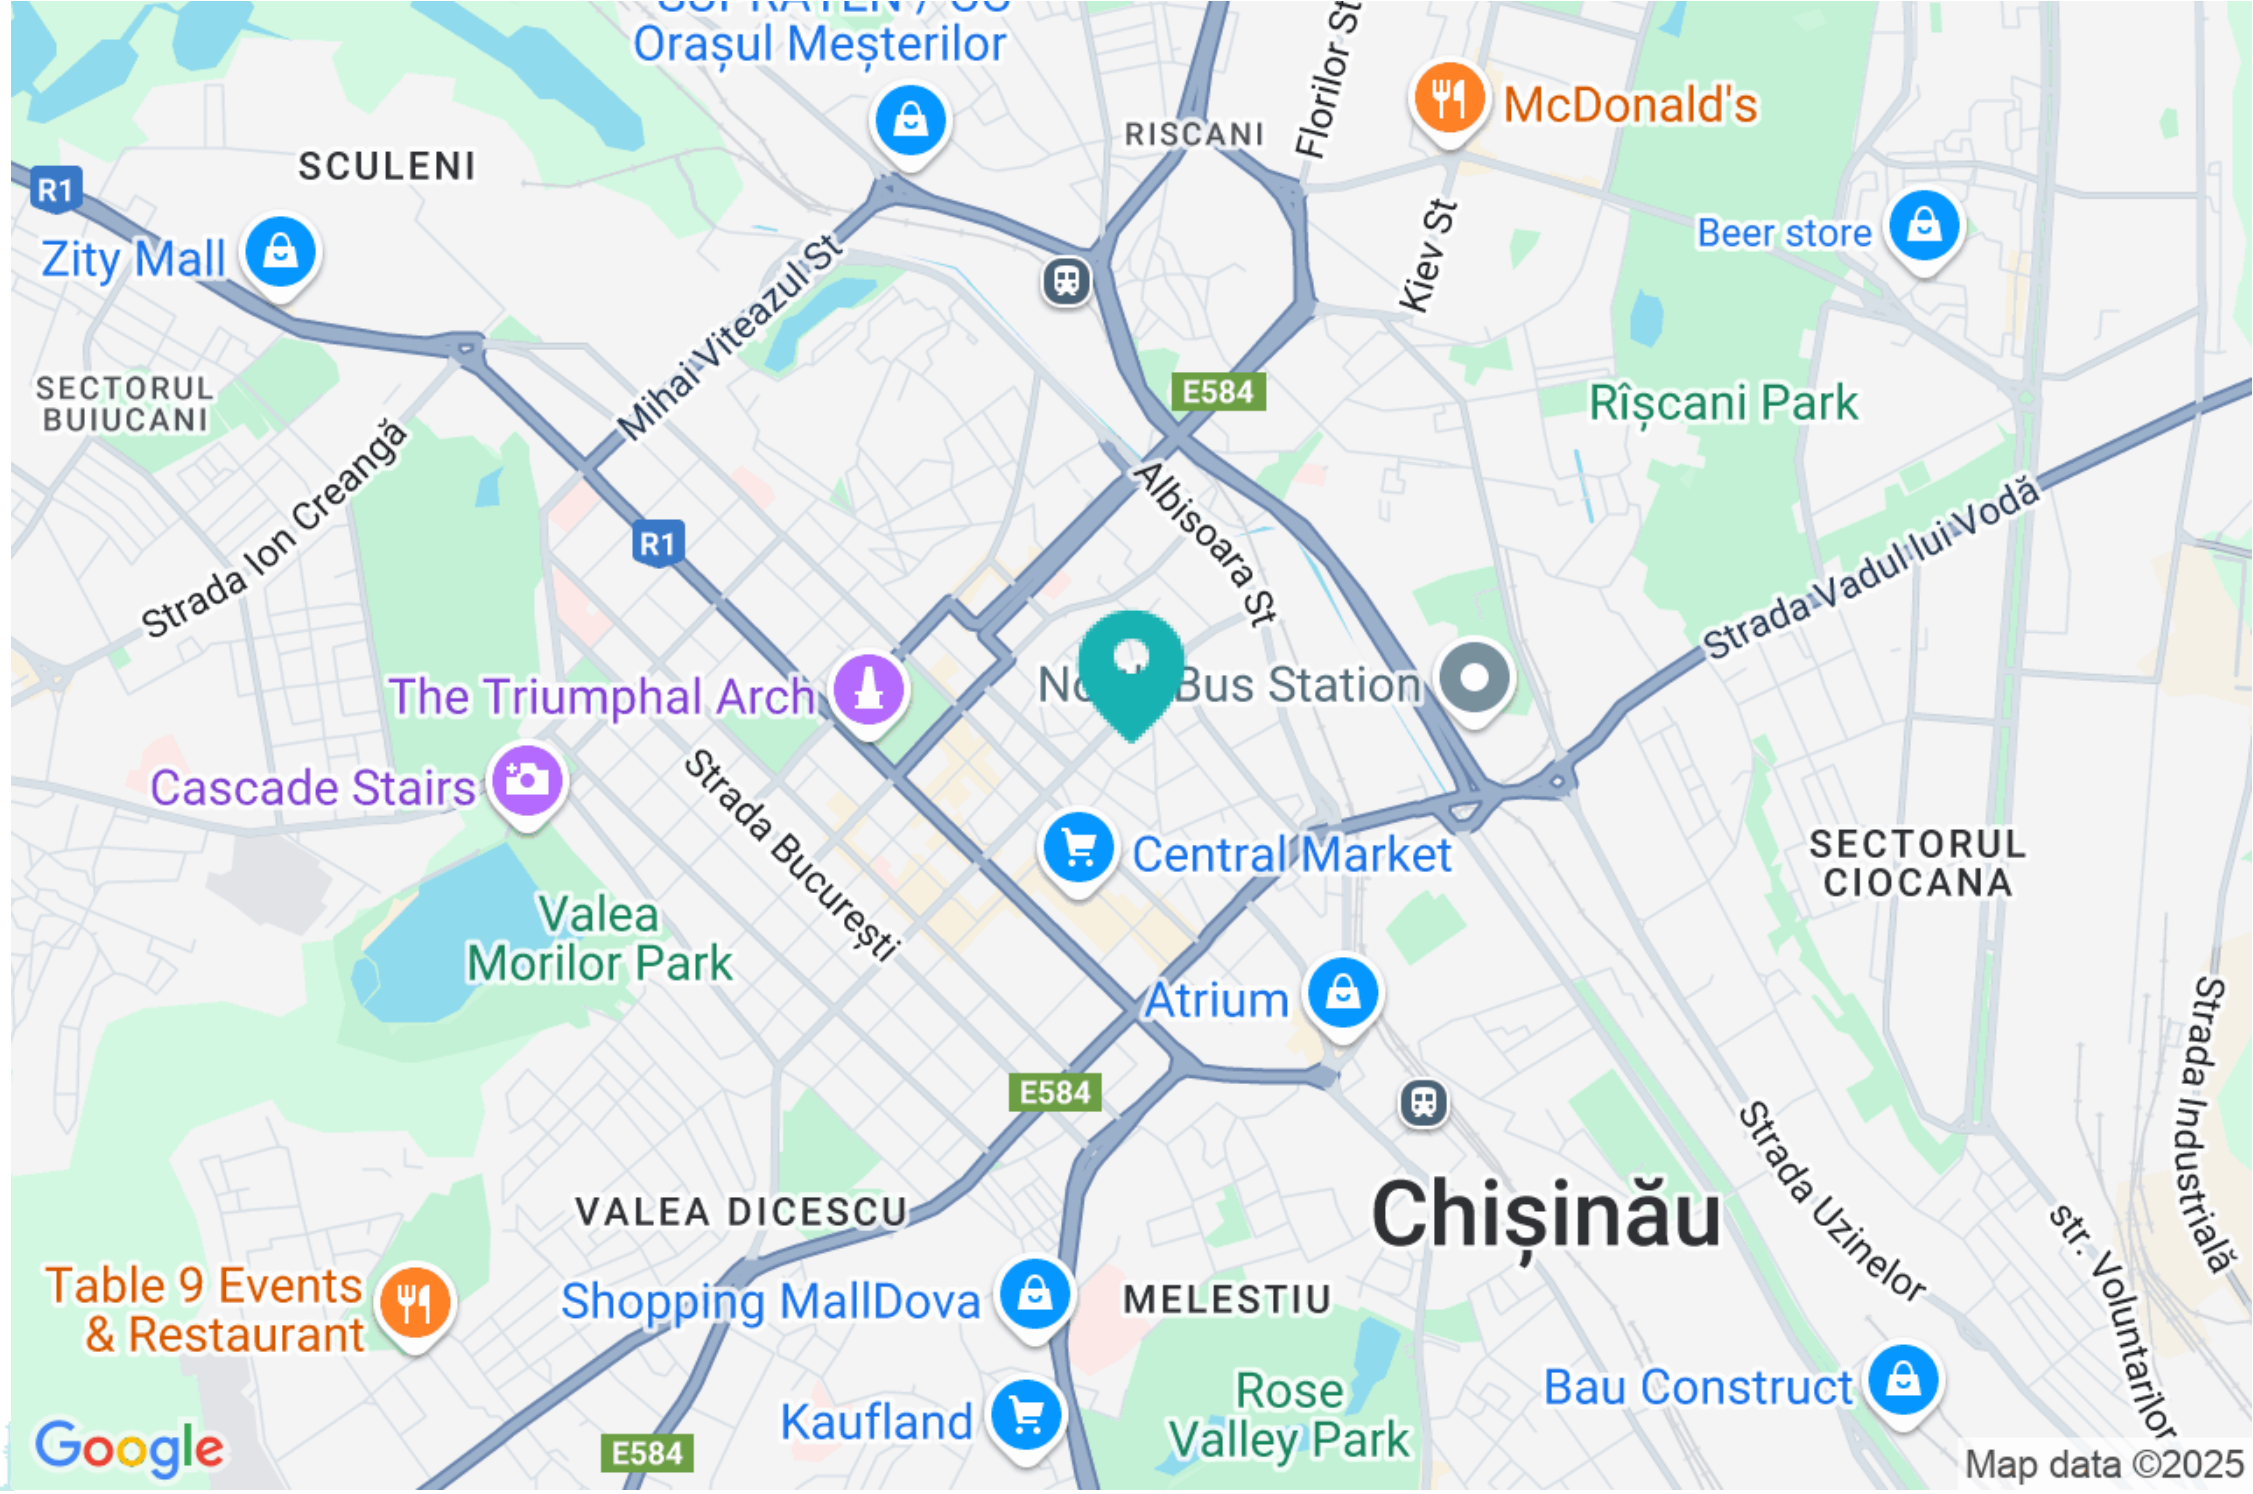 Orașul Meșterilor
Florilor St
McDonald's
RISCANI
SCULENI
R1
Zity Mall
Beer store
Kiev St
Mihai Viteazul St
SECTORUL
BUIUCANI
E584
Rîșcani Park
Strada Ion Creangă
Albisoara St
R1
Strada Vadul lui Vodă
The Triumphal Arch
Bus Station
Cascade Stairs
Strada București
Central Market
SECTORUL
CIOCANA
Valea
Morilor Park
Atrium
E584
Strada Industrială
Strada Uzinelor
VALEA DICESCU
Chișinău
str. Voluntarilor
Table 9 Events
& Restaurant
Shopping MallDova
MELESTIU
Bau Construct
Rose
Valley Park
Kaufland
Google
E584
Map data ©2025